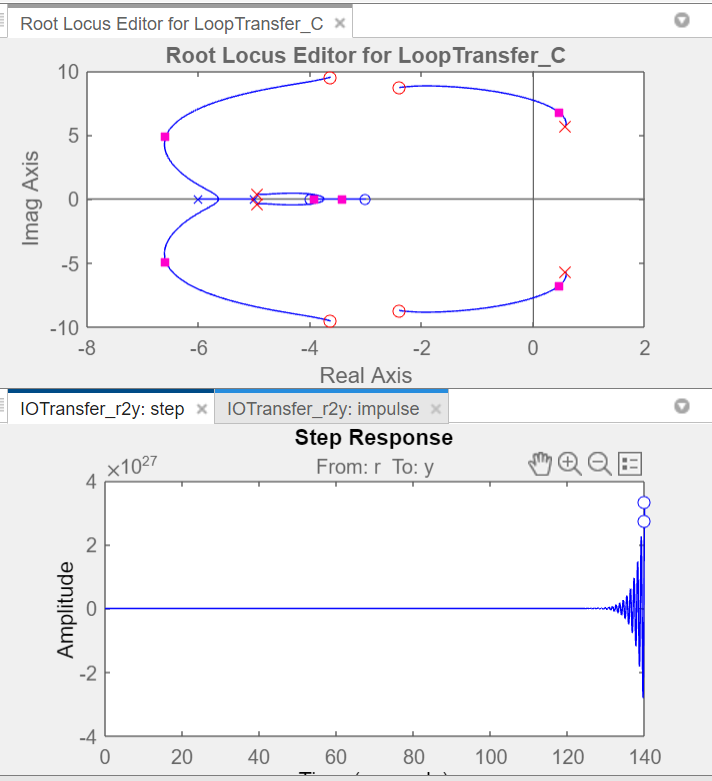 Root Locus Editor for LoopTransfer_C ×
Root Locus Editor for LoopTransfer_C
10
5
0
-5
-10
Imag Axis
-8 -6 -4 -2 0 2
Real Axis
IOTransfer_r2y: step × IOTransfer_r2y: impulse ×
Step Response
From: r To: y
×10^27
4
2
0
-2
-4
Amplitude
0 20 40 60 80 100 120 140